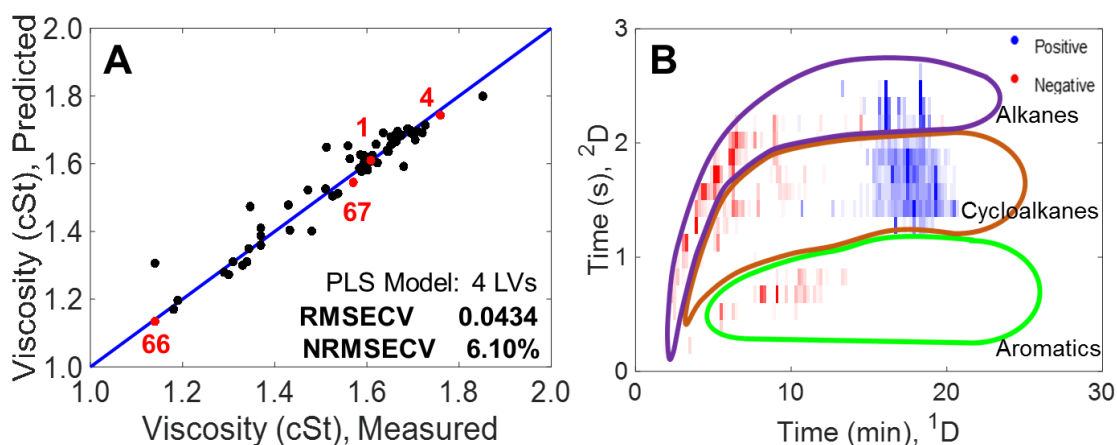 A
Viscosity (cSt), Predicted
2.0
1.8
1.6
1.4
1.2
1.0
1.0
1.2
1.4
1.6
1.8
2.0
Viscosity (cSt), Measured
1
4
67
66
PLS Model: 4 LVs
RMSECV 0.0434
NRMSECV 6.10%
B
Time (s), ²D
3
2
1
0
0
10
20
30
Time (min), ¹D
Positive
Negative
Alkanes
Cycloalkanes
Aromatics